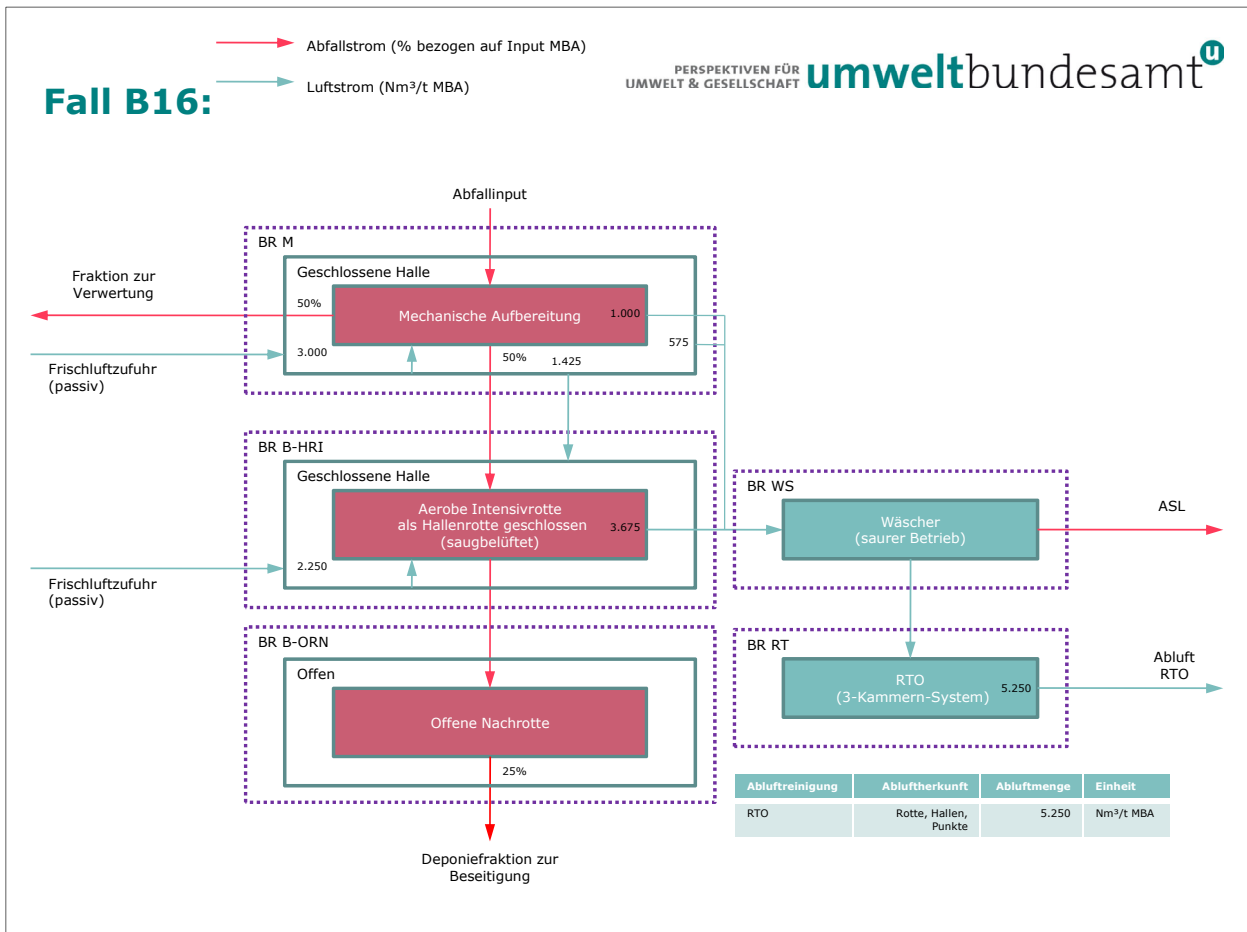 Abfallstrom (% bezogen auf Input MBA)
Luftstrom (Nm³/t MBA)
Fall B16:
PERSPEKTIVEN FÜR
UMWELT & GESELLSCHAFT
umweltbundesamt
u
Abfallinput
BR M
Geschlossene Halle
Fraktion zur
Verwertung
50%
Mechanische Aufbereitung
1.000
575
3.000
50%
1.425
Frischluftzufuhr
(passiv)
BR B-HRI
Geschlossene Halle
Aerobe Intensivrotte
als Hallenrotte geschlossen
(saugbelüftet)
3.675
2.250
Frischluftzufuhr
(passiv)
BR WS
Wäscher
(saurer Betrieb)
ASL
BR B-ORN
Offen
Offene Nachrotte
25%
Deponiefraktion zur
Beseitigung
BR RT
RTO
(3-Kammern-System)
5.250
Abluft
RTO
Abluftreinigung Abluftherkunft Abluftmenge Einheit
RTO Rotte, Hallen, 5.250 Nm³/t MBA
Punkte